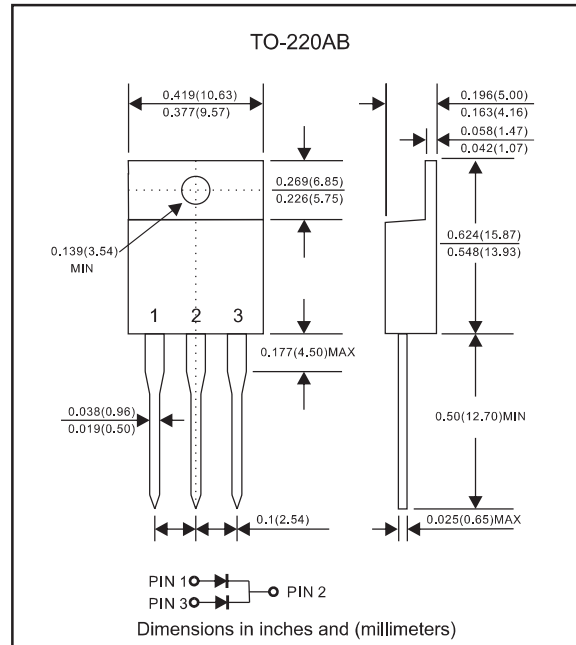 TO-220AB
0.419(10.63)
0.377(9.57)
0.196(5.00)
0.163(4.16)
0.058(1.47)
0.042(1.07)
0.269(6.85)
0.226(5.75)
0.139(3.54)
MIN
0.624(15.87)
0.548(13.93)
1 2 3
0.177(4.50)MAX
0.038(0.96)
0.019(0.50)
0.50(12.70)MIN
0.1(2.54)
0.025(0.65)MAX
PIN 1
PIN 3
PIN 2
Dimensions in inches and (millimeters)